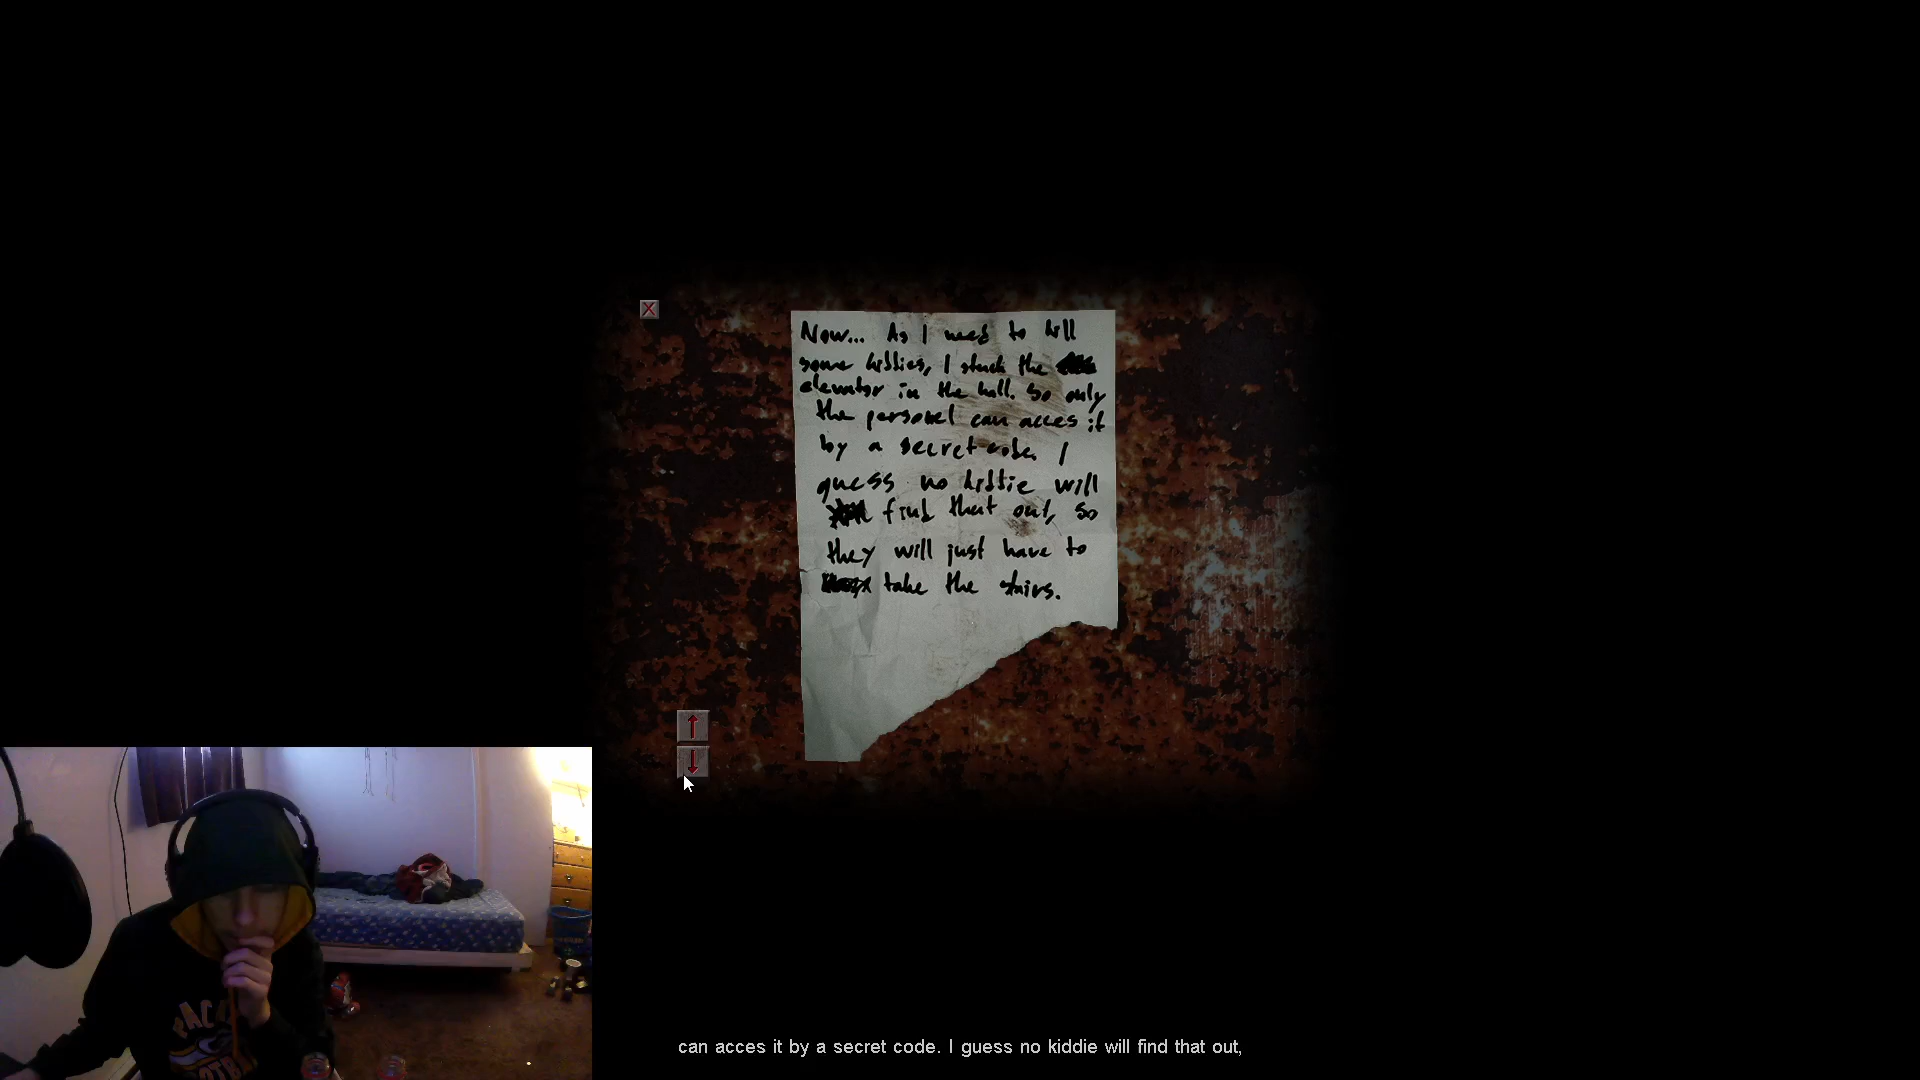 Now... As I need to kill
some kiddies, I stuck the
elevator in the hall. So only
the personel can acces it
by a secret code. I
guess no kiddie will
find that out, so
they will just have to
take the stairs.
can acces it by a secret code. I guess no kiddie will find that out,